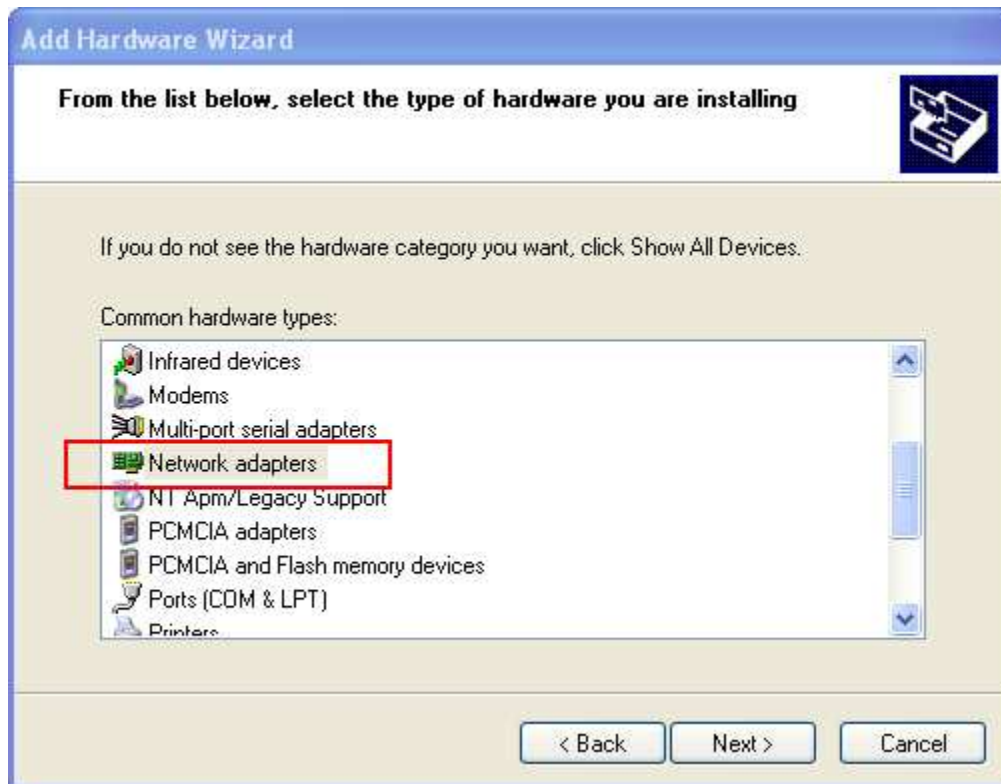 Add Hardware Wizard
From the list below, select the type of hardware you are installing
If you do not see the hardware category you want, click Show All Devices.
Common hardware types:
Infrared devices
Modems
Multi-port serial adapters
Network adapters
NT Apm/Legacy Support
PCMCIA adapters
PCMCIA and Flash memory devices
Ports (COM & LPT)
Printers
< Back Next > Cancel